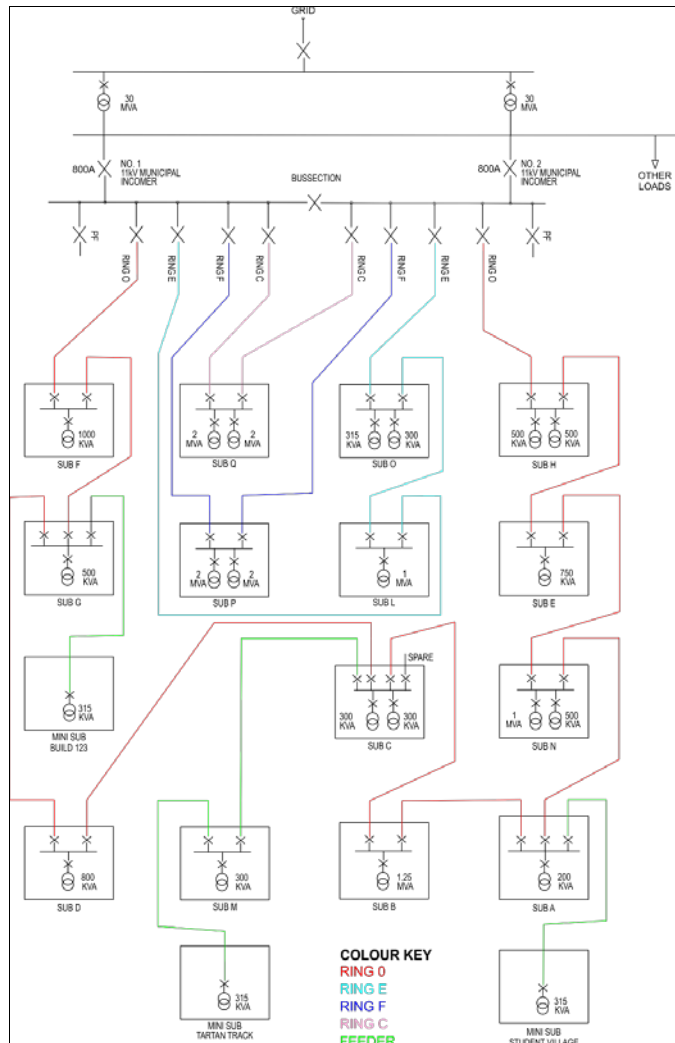 GRID
30
MVA
30
MVA
800A
NO. 1
11kV MUNICIPAL
INCOMER
BUSSECTION
800A
NO. 2
11kV MUNICIPAL
INCOMER
OTHER
LOADS
PF
RING O
RING E
RING F
RING C
RING C
RING F
RING E
RING O
PF
1000
KVA
SUB F
2
MVA
2
MVA
SUB Q
315
KVA
300
KVA
SUB O
500
KVA
500
KVA
SUB H
500
KVA
SUB G
2
MVA
2
MVA
SUB P
1
MVA
SUB L
750
KVA
SUB E
315
KVA
MINI SUB
BUILD 123
SPARE
300
KVA
300
KVA
SUB C
1
MVA
500
KVA
SUB N
800
KVA
SUB D
300
KVA
SUB M
1.25
MVA
SUB B
200
KVA
SUB A
315
KVA
MINI SUB
TARTAN TRACK
COLOUR KEY
RING 0
RING E
RING F
RING C
FEEDER
315
KVA
MINI SUB
STUDENT VILLAGE